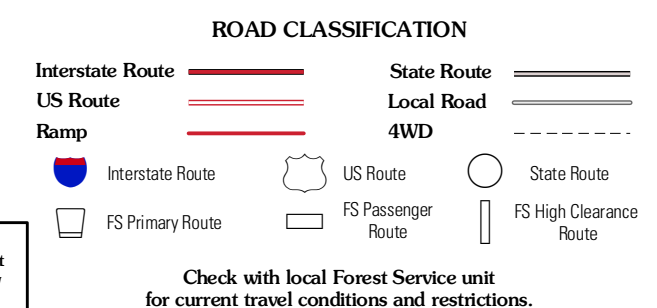 ROAD CLASSIFICATION
Interstate Route
State Route
US Route
Local Road
Ramp
4WD
Interstate Route
US Route
State Route
FS Primary Route
FS Passenger
Route
FS High Clearance
Route
Check with local Forest Service unit
for current travel conditions and restrictions.